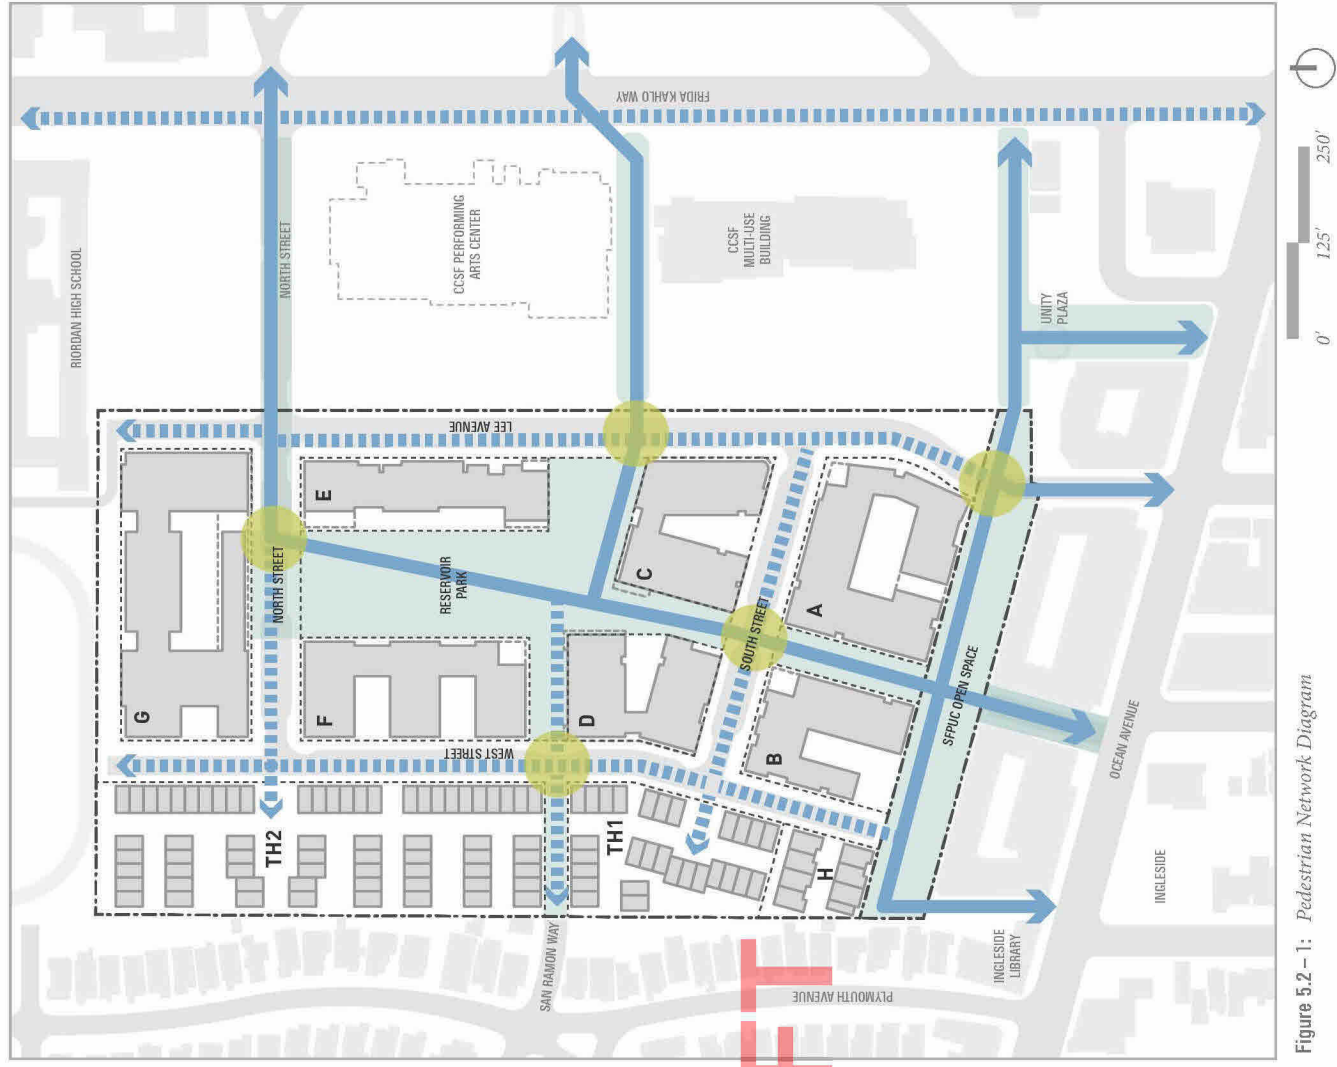 FRIDA KAHLO WAY
RIORDAN HIGH SCHOOL
NORTH STREET
CCSF PERFORMING
ARTS CENTER
CCSF
MULTI-USE
BUILDING
UNITY
PLAZA
LEE AVENUE
G
E
NORTH STREET
RESERVOIR
PARK
C
A
SOUTH STREET
F
D
B
SFPUC OPEN SPACE
WEST STREET
OCEAN AVENUE
TH2
TH1
H
INGLESIDE
SAN RAMON WAY
PLYMOUTH AVENUE
INGLESIDE
LIBRARY
0'
125'
250'
Figure 5.2 – 1: Pedestrian Network Diagram